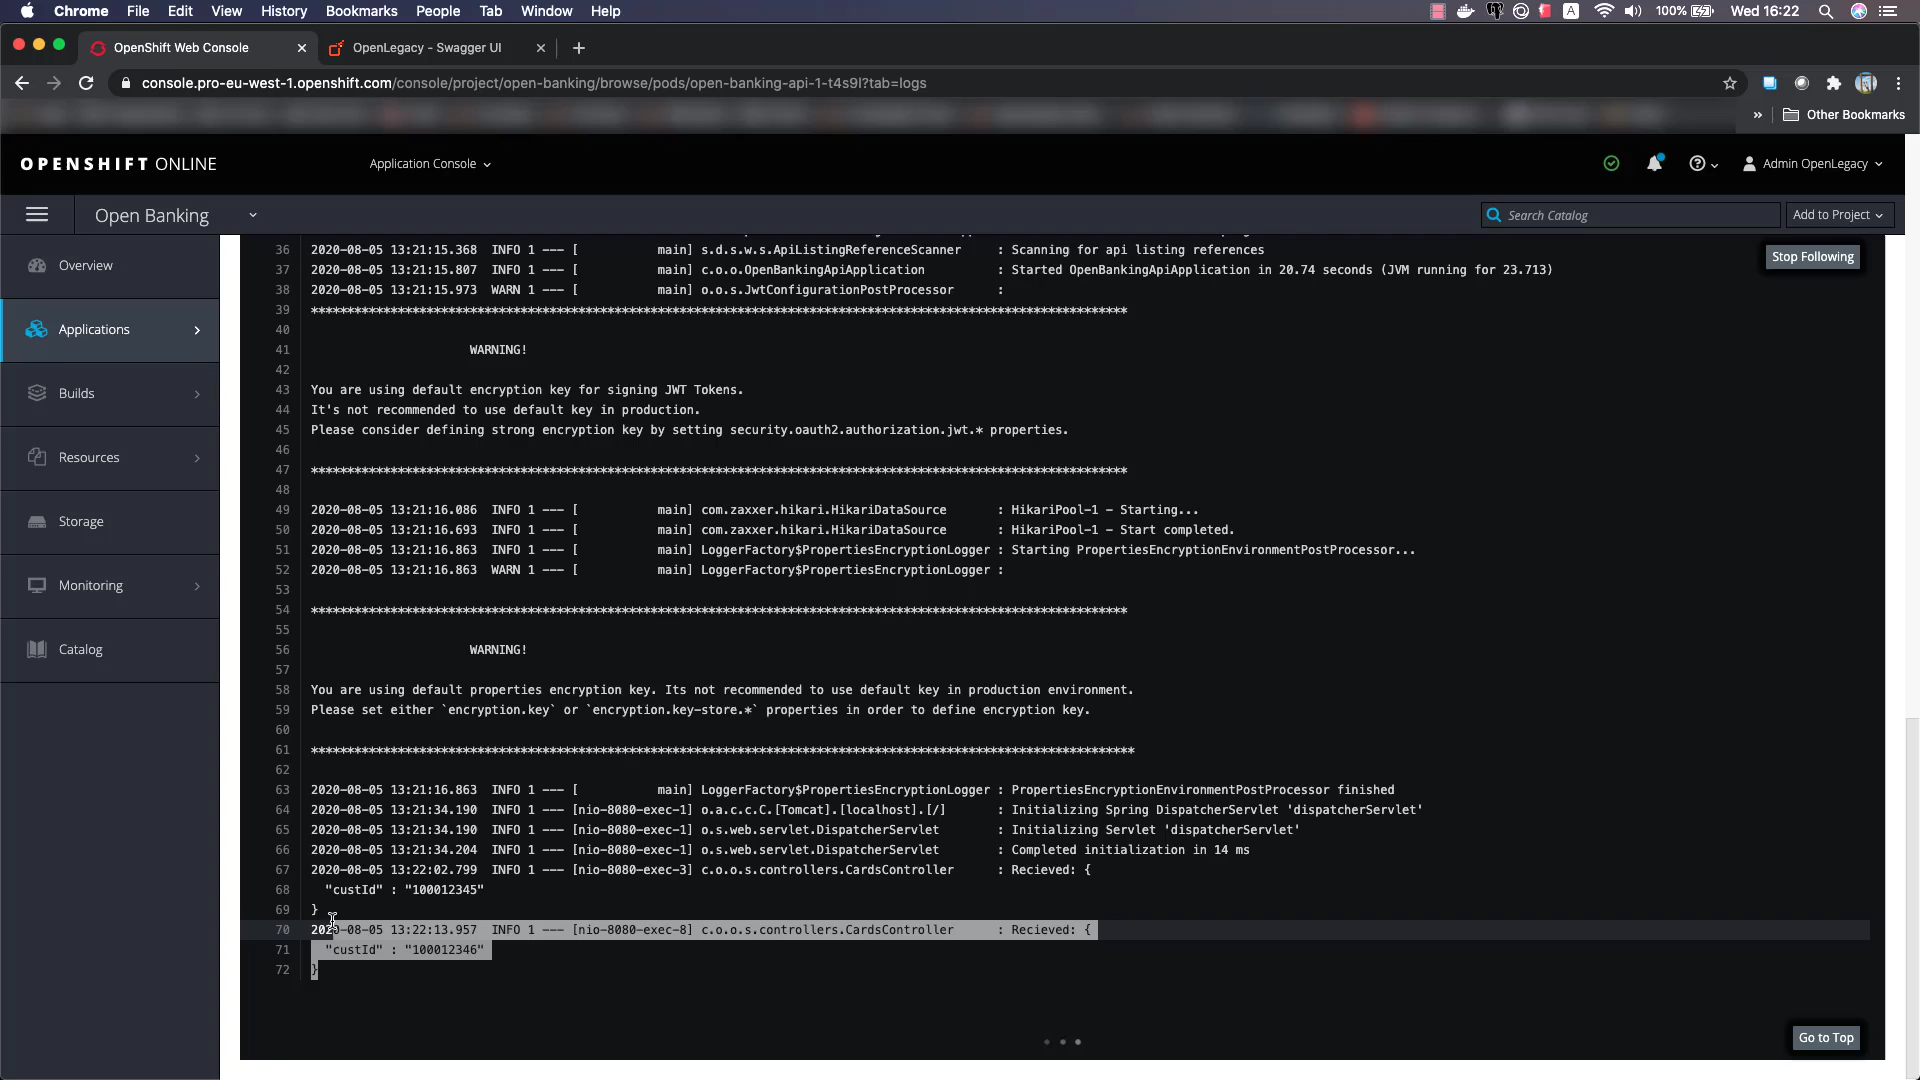 Chrome File Edit View History Bookmarks People Tab Window Help
A 100% Wed 16:22
OpenShift Web Console
OpenLegacy - Swagger UI
console.pro-eu-west-1.openshift.com/console/project/open-banking/browse/pods/open-banking-api-1-t4s9l?tab=logs
» Other Bookmarks
OPENSHIFT ONLINE
Application Console
Admin OpenLegacy
Open Banking
Search Catalog
Add to Project
Overview
Applications
Builds
Resources
Storage
Monitoring
Catalog
Stop Following
36 2020-08-05 13:21:15.368 INFO 1 --- [ main] s.d.s.w.s.ApiListingReferenceScanner : Scanning for api listing references
37 2020-08-05 13:21:15.807 INFO 1 --- [ main] c.o.o.OpenBankingApiApplication : Started OpenBankingApiApplication in 20.74 seconds (JVM running for 23.713)
38 2020-08-05 13:21:15.973 WARN 1 --- [ main] o.o.s.JwtConfigurationPostProcessor :
39 *****************************************************************************************************************
40
41 WARNING!
42
43 You are using default encryption key for signing JWT Tokens.
44 It's not recommended to use default key in production.
45 Please consider defining strong encryption key by setting security.oauth2.authorization.jwt.* properties.
46
47 *****************************************************************************************************************
48
49 2020-08-05 13:21:16.086 INFO 1 --- [ main] com.zaxxer.hikari.HikariDataSource : HikariPool-1 - Starting...
50 2020-08-05 13:21:16.693 INFO 1 --- [ main] com.zaxxer.hikari.HikariDataSource : HikariPool-1 - Start completed.
51 2020-08-05 13:21:16.863 INFO 1 --- [ main] LoggerFactory$PropertiesEncryptionLogger : Starting PropertiesEncryptionEnvironmentPostProcessor...
52 2020-08-05 13:21:16.863 WARN 1 --- [ main] LoggerFactory$PropertiesEncryptionLogger :
53
54 *****************************************************************************************************************
55
56 WARNING!
57
58 You are using default properties encryption key. Its not recommended to use default key in production environment.
59 Please set either `encryption.key` or `encryption.key-store.*` properties in order to define encryption key.
60
61 ******************************************************************************************************************
62
63 2020-08-05 13:21:16.863 INFO 1 --- [ main] LoggerFactory$PropertiesEncryptionLogger : PropertiesEncryptionEnvironmentPostProcessor finished
64 2020-08-05 13:21:34.190 INFO 1 --- [nio-8080-exec-1] o.a.c.c.C.[Tomcat].[localhost].[/] : Initializing Spring DispatcherServlet 'dispatcherServlet'
65 2020-08-05 13:21:34.190 INFO 1 --- [nio-8080-exec-1] o.s.web.servlet.DispatcherServlet : Initializing Servlet 'dispatcherServlet'
66 2020-08-05 13:21:34.204 INFO 1 --- [nio-8080-exec-1] o.s.web.servlet.DispatcherServlet : Completed initialization in 14 ms
67 2020-08-05 13:22:02.799 INFO 1 --- [nio-8080-exec-3] c.o.o.s.controllers.CardsController : Recieved: {
68 "custId" : "100012345"
69 }
70 2020-08-05 13:22:13.957 INFO 1 --- [nio-8080-exec-8] c.o.o.s.controllers.CardsController : Recieved: {
71 "custId" : "100012346"
72 }
Go to Top